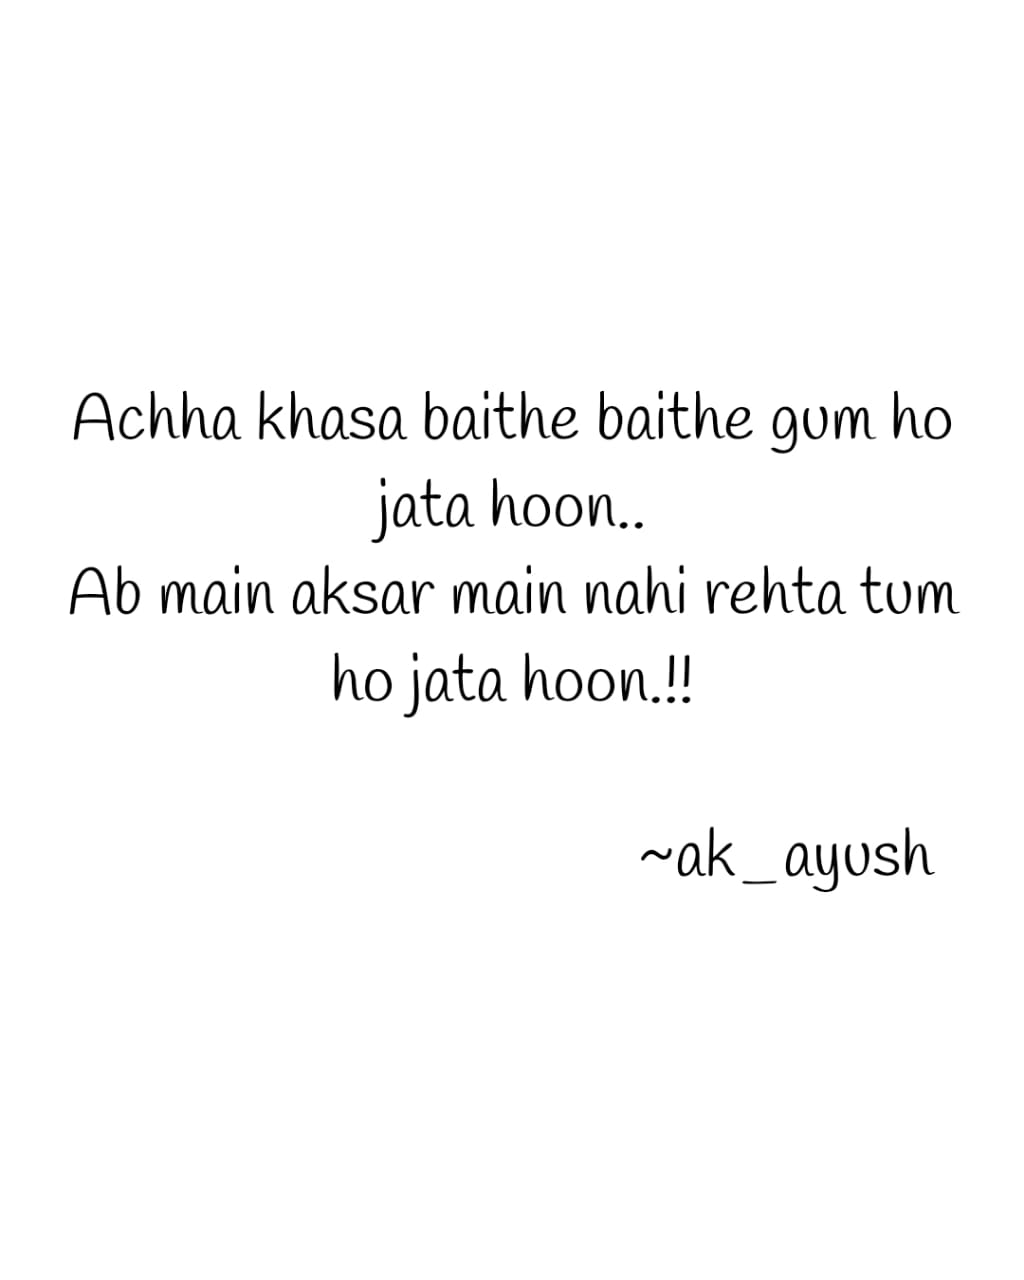 Achha khasa baithe baithe gum ho
jata hoon..
Ab main aksar main nahi rehta tum
ho jata hoon.!!
~ak_ayush